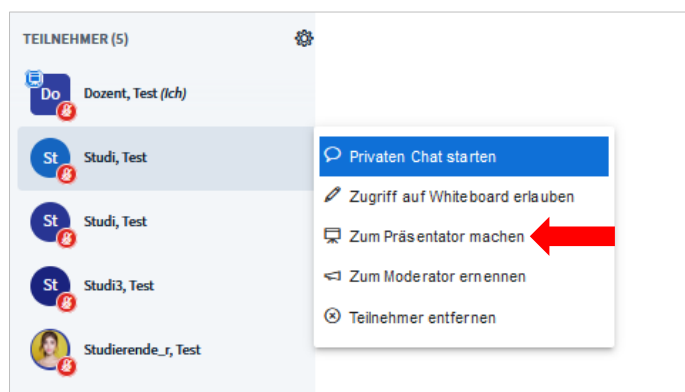 TEILNEHMER (5)
Do Dozent, Test (Ich)
St Studi, Test
St Studi, Test
St Studi3, Test
Studierende_r, Test
Privaten Chat starten
Zugriff auf Whiteboard erlauben
Zum Präsentator machen
Zum Moderator ernennen
Teilnehmer entfernen